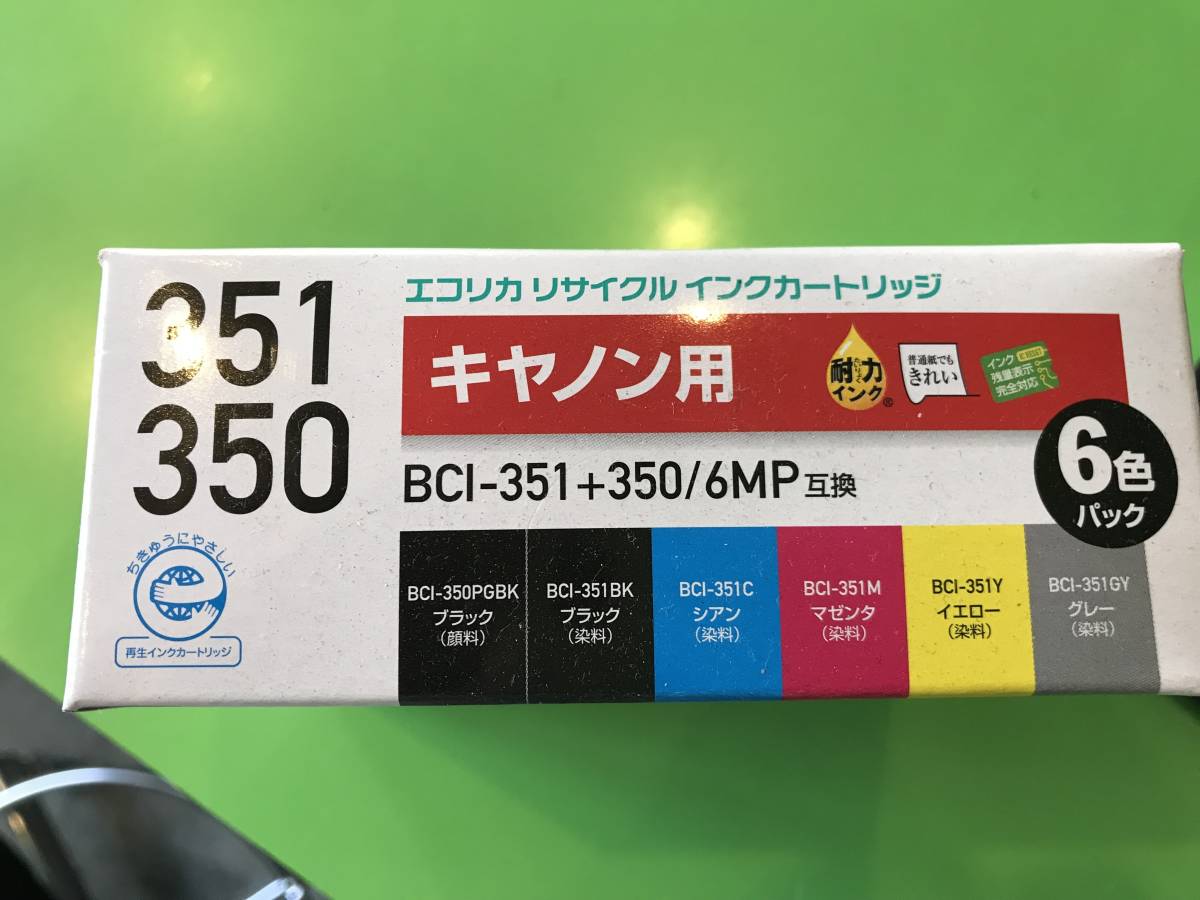 351
350
エコリカ リサイクル インクカートリッジ
キヤノン用
耐力
インク®
普通紙でも
きれい
インク
残量表示
完全対応
BCI-351+350/6MP互換
6色
パック
ちきゅうにやさしい
再生インクカートリッジ
BCI-350PGBK
ブラック
(顔料)
BCI-351BK
ブラック
(染料)
BCI-351C
シアン
(染料)
BCI-351M
マゼンタ
(染料)
BCI-351Y
イエロー
(染料)
BCI-351GY
グレー
(染料)